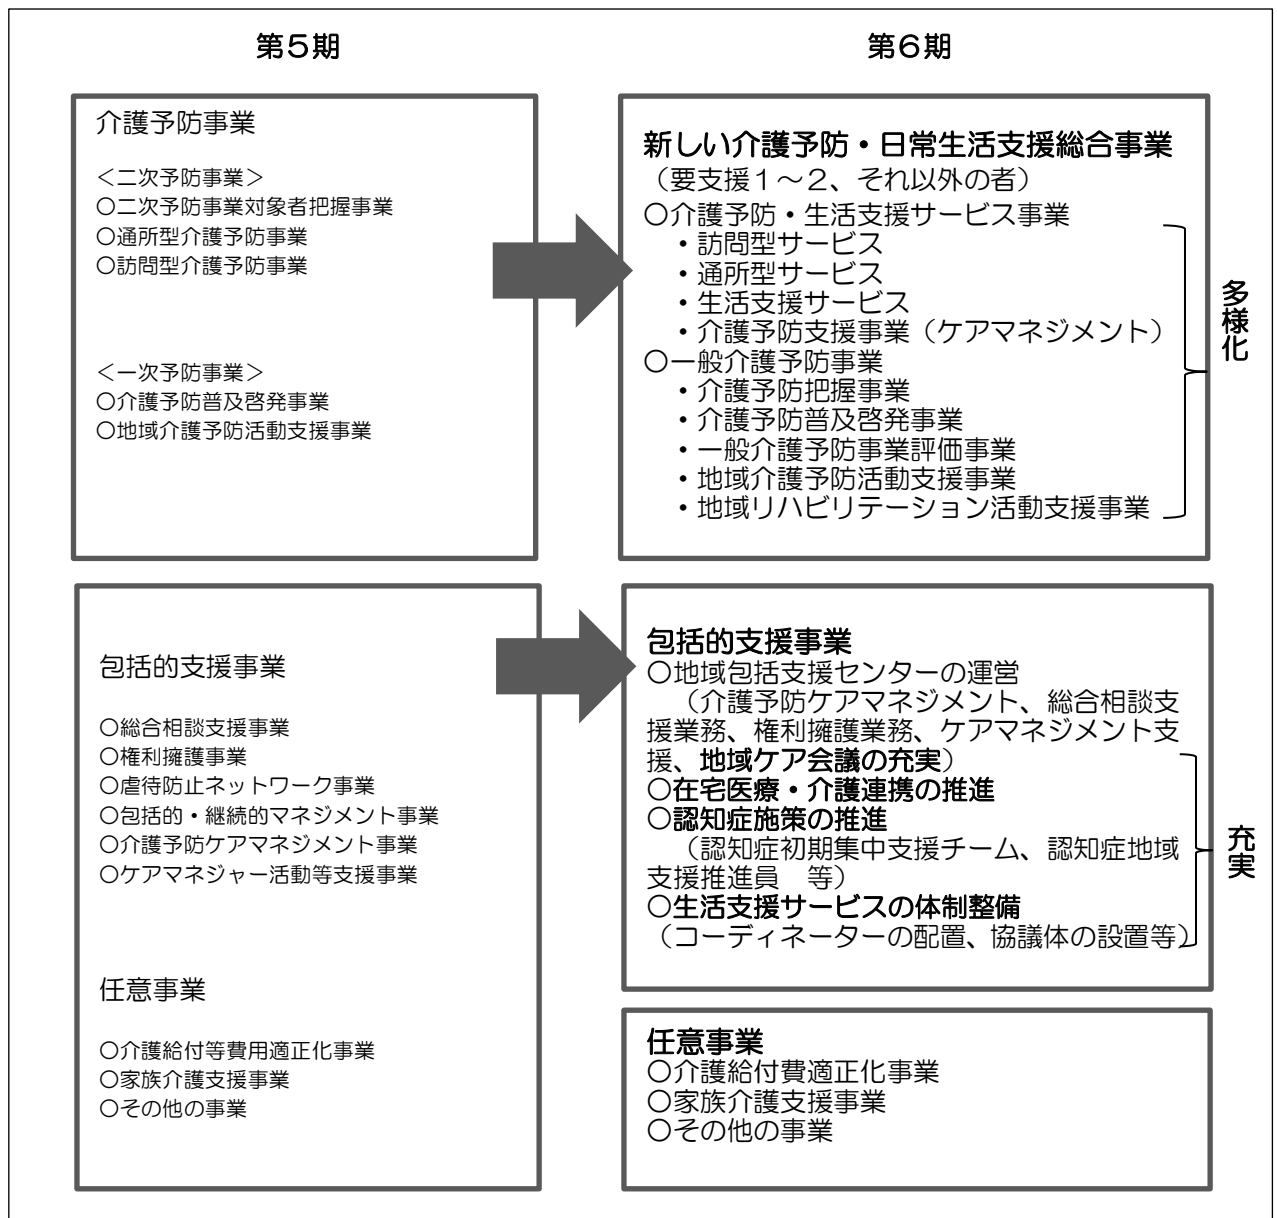 第5期
第6期
介護予防事業
＜二次予防事業＞
○二次予防事業対象者把握事業
○通所型介護予防事業
○訪問型介護予防事業
＜一次予防事業＞
○介護予防普及啓発事業
○地域介護予防活動支援事業
新しい介護予防・日常生活支援総合事業
（要支援１～２、それ以外の者）
○介護予防・生活支援サービス事業
・訪問型サービス
・通所型サービス
・生活支援サービス
・介護予防支援事業（ケアマネジメント）
○一般介護予防事業
・介護予防把握事業
・介護予防普及啓発事業
・一般介護予防事業評価事業
・地域介護予防活動支援事業
・地域リハビリテーション活動支援事業
多様化
包括的支援事業
○総合相談支援事業
○権利擁護事業
○虐待防止ネットワーク事業
○包括的・継続的マネジメント事業
○介護予防ケアマネジメント事業
○ケアマネジャー活動等支援事業
任意事業
○介護給付等費用適正化事業
○家族介護支援事業
○その他の事業
包括的支援事業
○地域包括支援センターの運営
（介護予防ケアマネジメント、総合相談支
援業務、権利擁護業務、ケアマネジメント支
援、地域ケア会議の充実）
○在宅医療・介護連携の推進
○認知症施策の推進
（認知症初期集中支援チーム、認知症地域
支援推進員　等）
○生活支援サービスの体制整備
（コーディネーターの配置、協議体の設置等）
充実
任意事業
○介護給付費適正化事業
○家族介護支援事業
○その他の事業